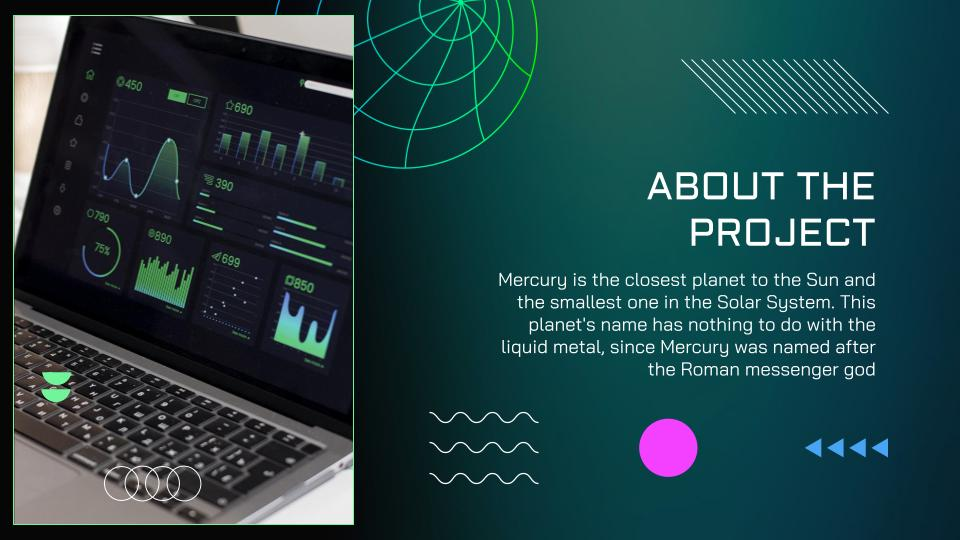 450
690
390
790
75%
890
699
850
ABOUT THE
PROJECT
Mercury is the closest planet to the Sun and
the smallest one in the Solar System. This
planet's name has nothing to do with the
liquid metal, since Mercury was named after
the Roman messenger god